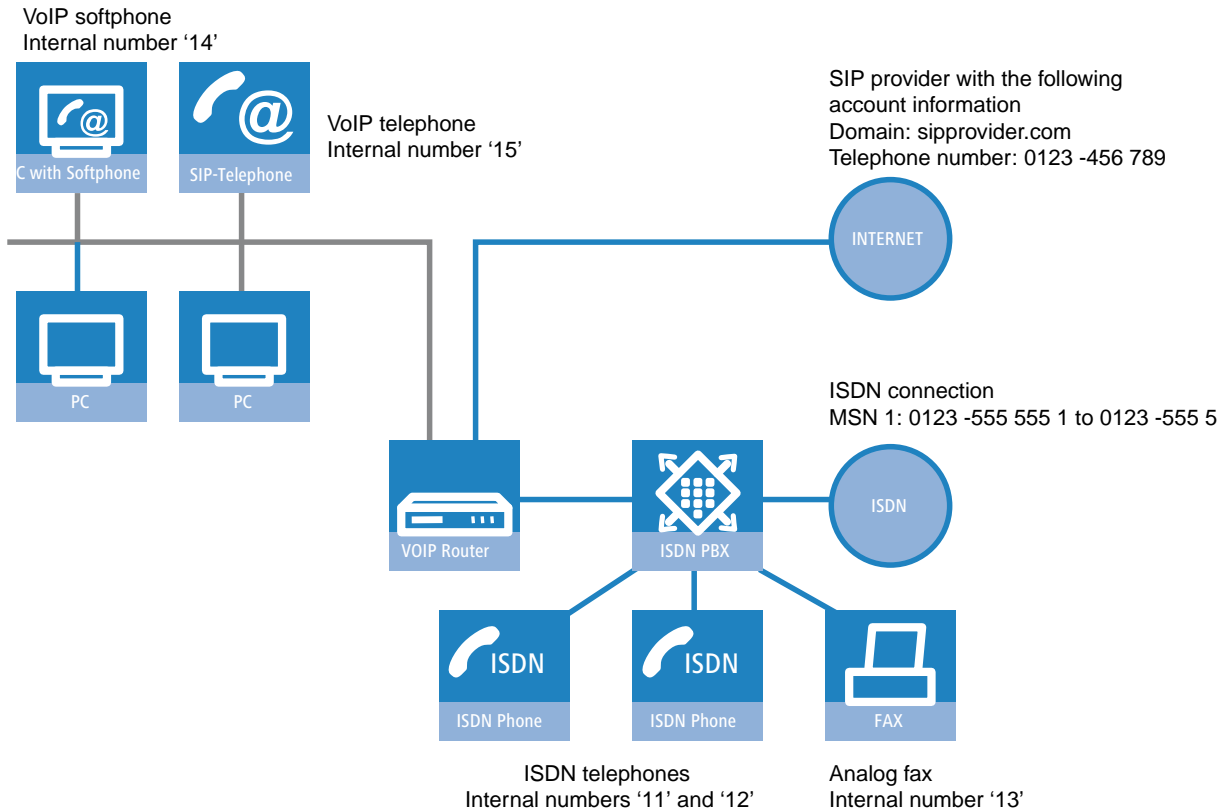 VoIP softphone
Internal number ‘14’
C with Softphone
SIP-Telephone
VoIP telephone
Internal number ‘15’
SIP provider with the following
account information
Domain: sipprovider.com
Telephone number: 0123 -456 789
INTERNET
PC
PC
ISDN connection
MSN 1: 0123 -555 555 1 to 0123 -555 5
VOIP Router
ISDN PBX
ISDN
ISDN
ISDN Phone
ISDN
ISDN Phone
FAX
ISDN telephones
Internal numbers ‘11’ and ‘12’
Analog fax
Internal number ‘13’